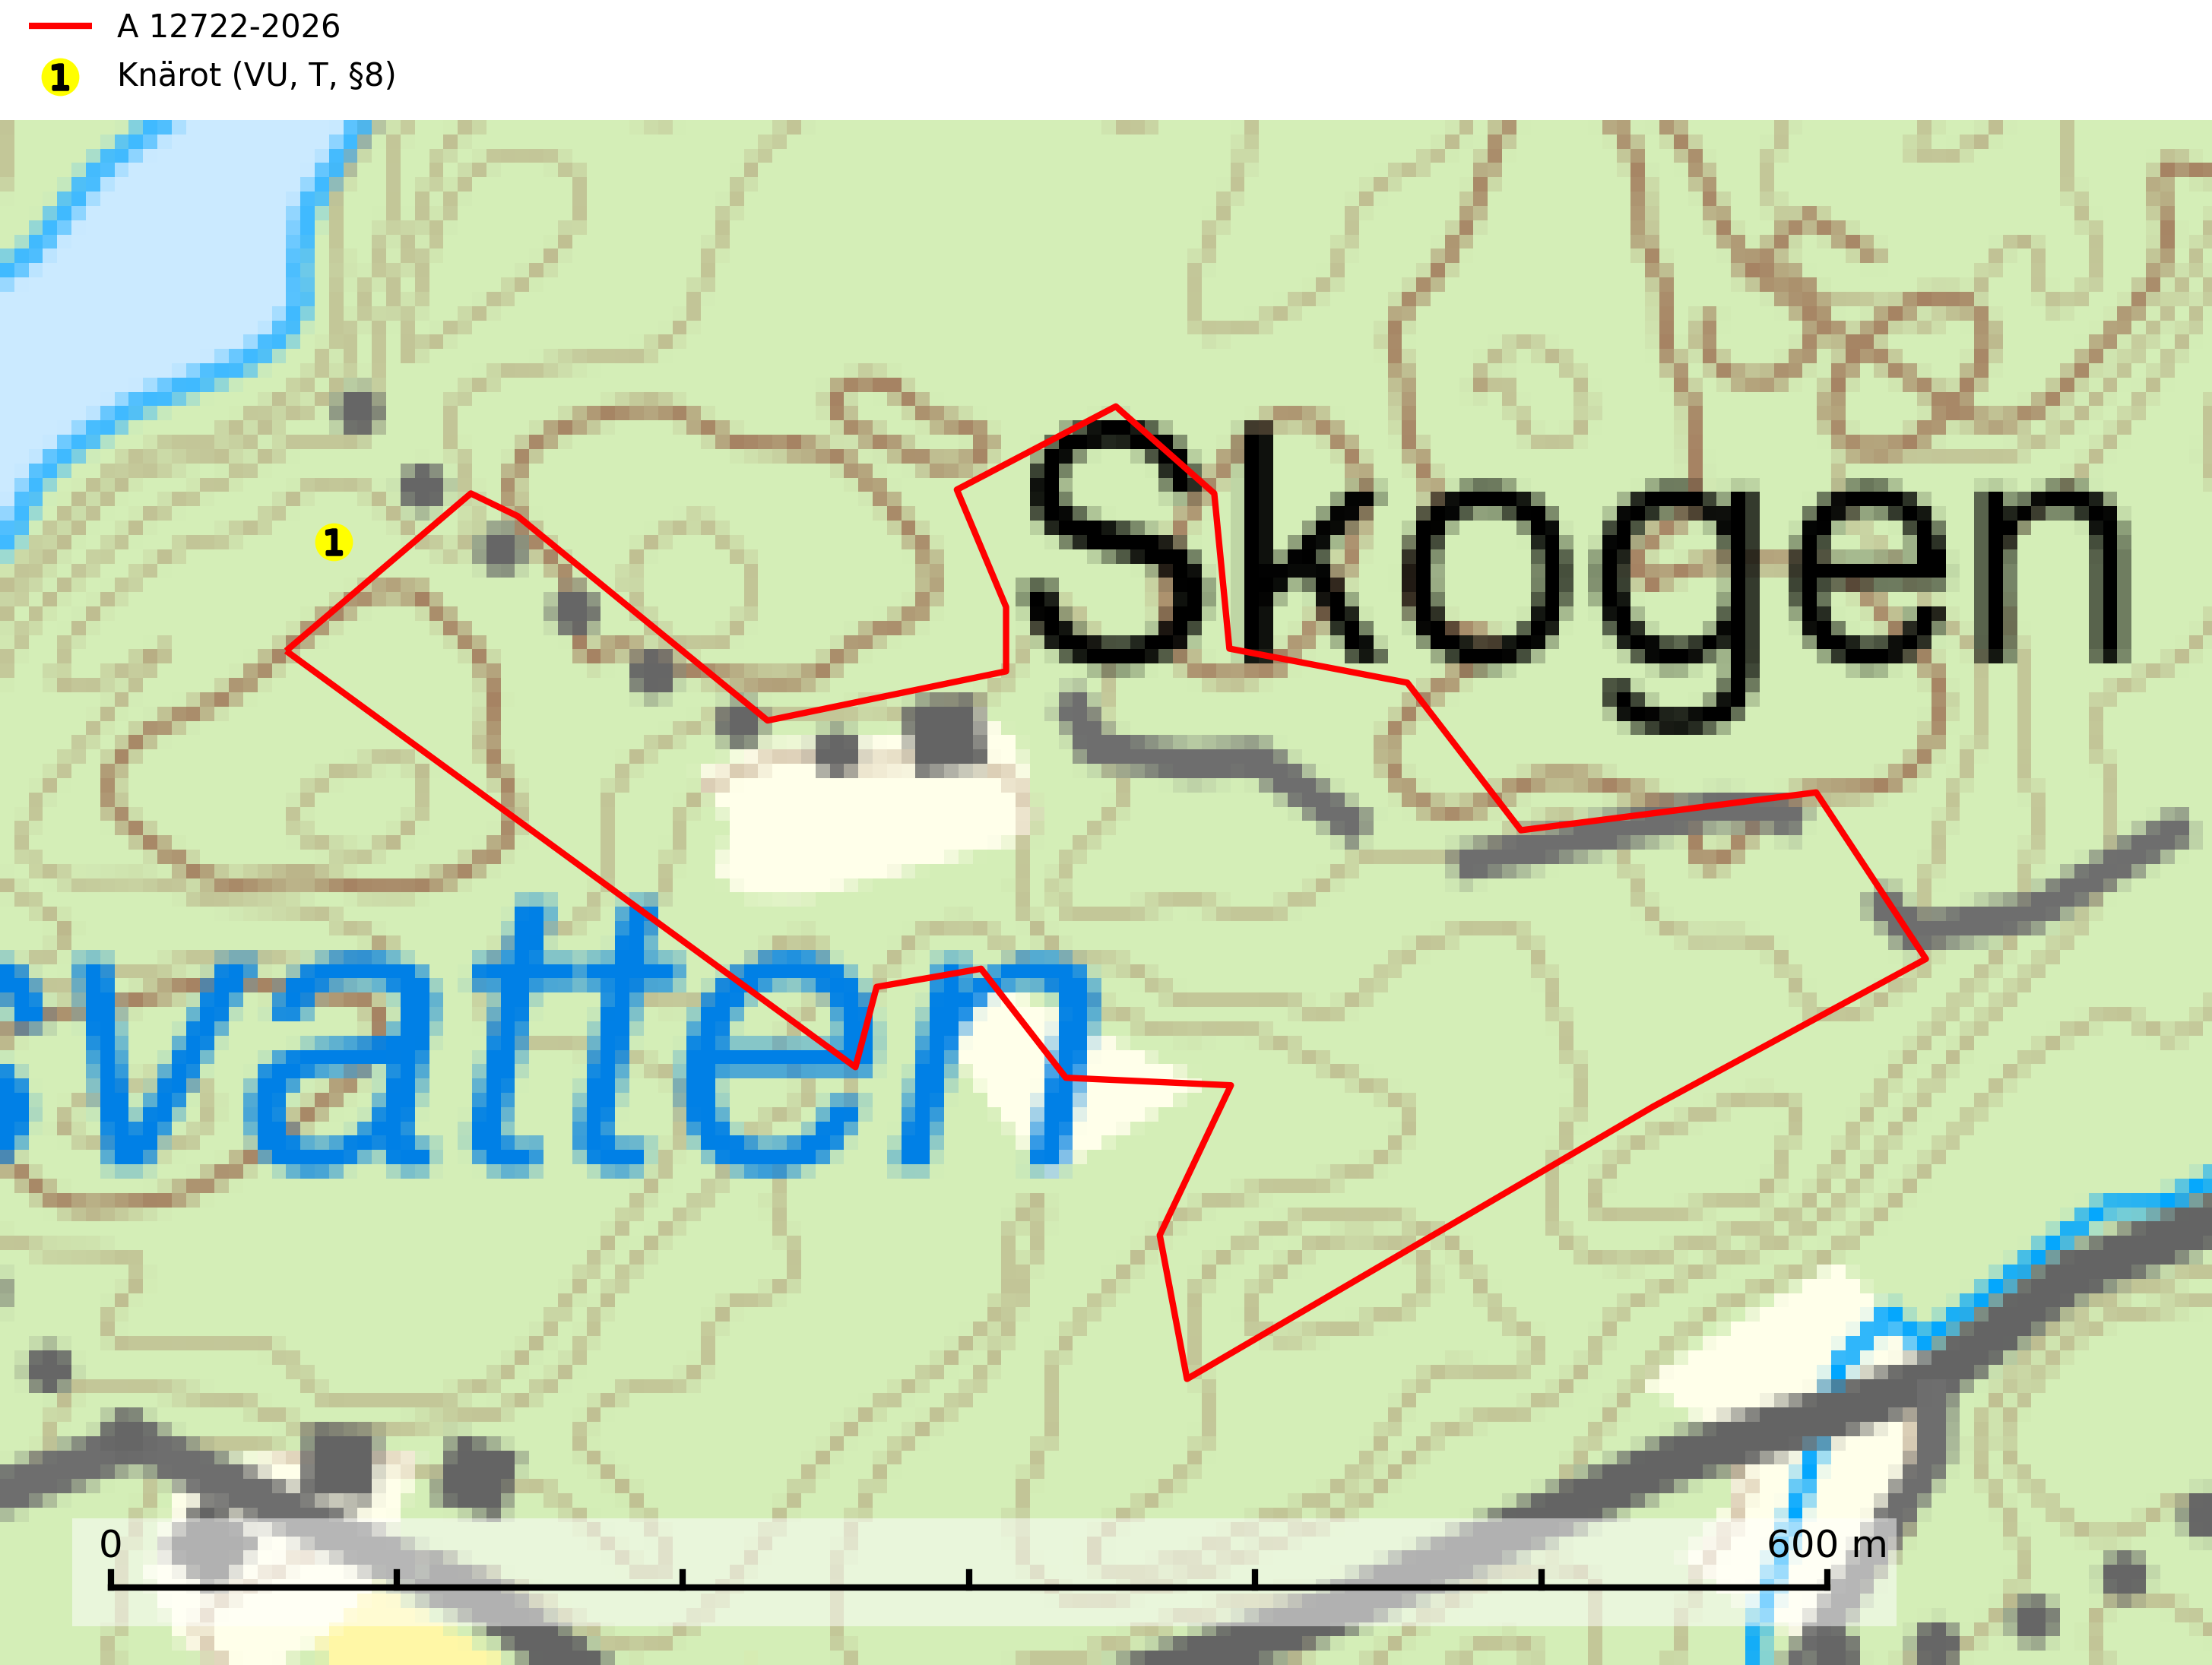 A 12722-2026
1 Knärot (VU, T, §8)
Skogen
1
vatten
0 600 m